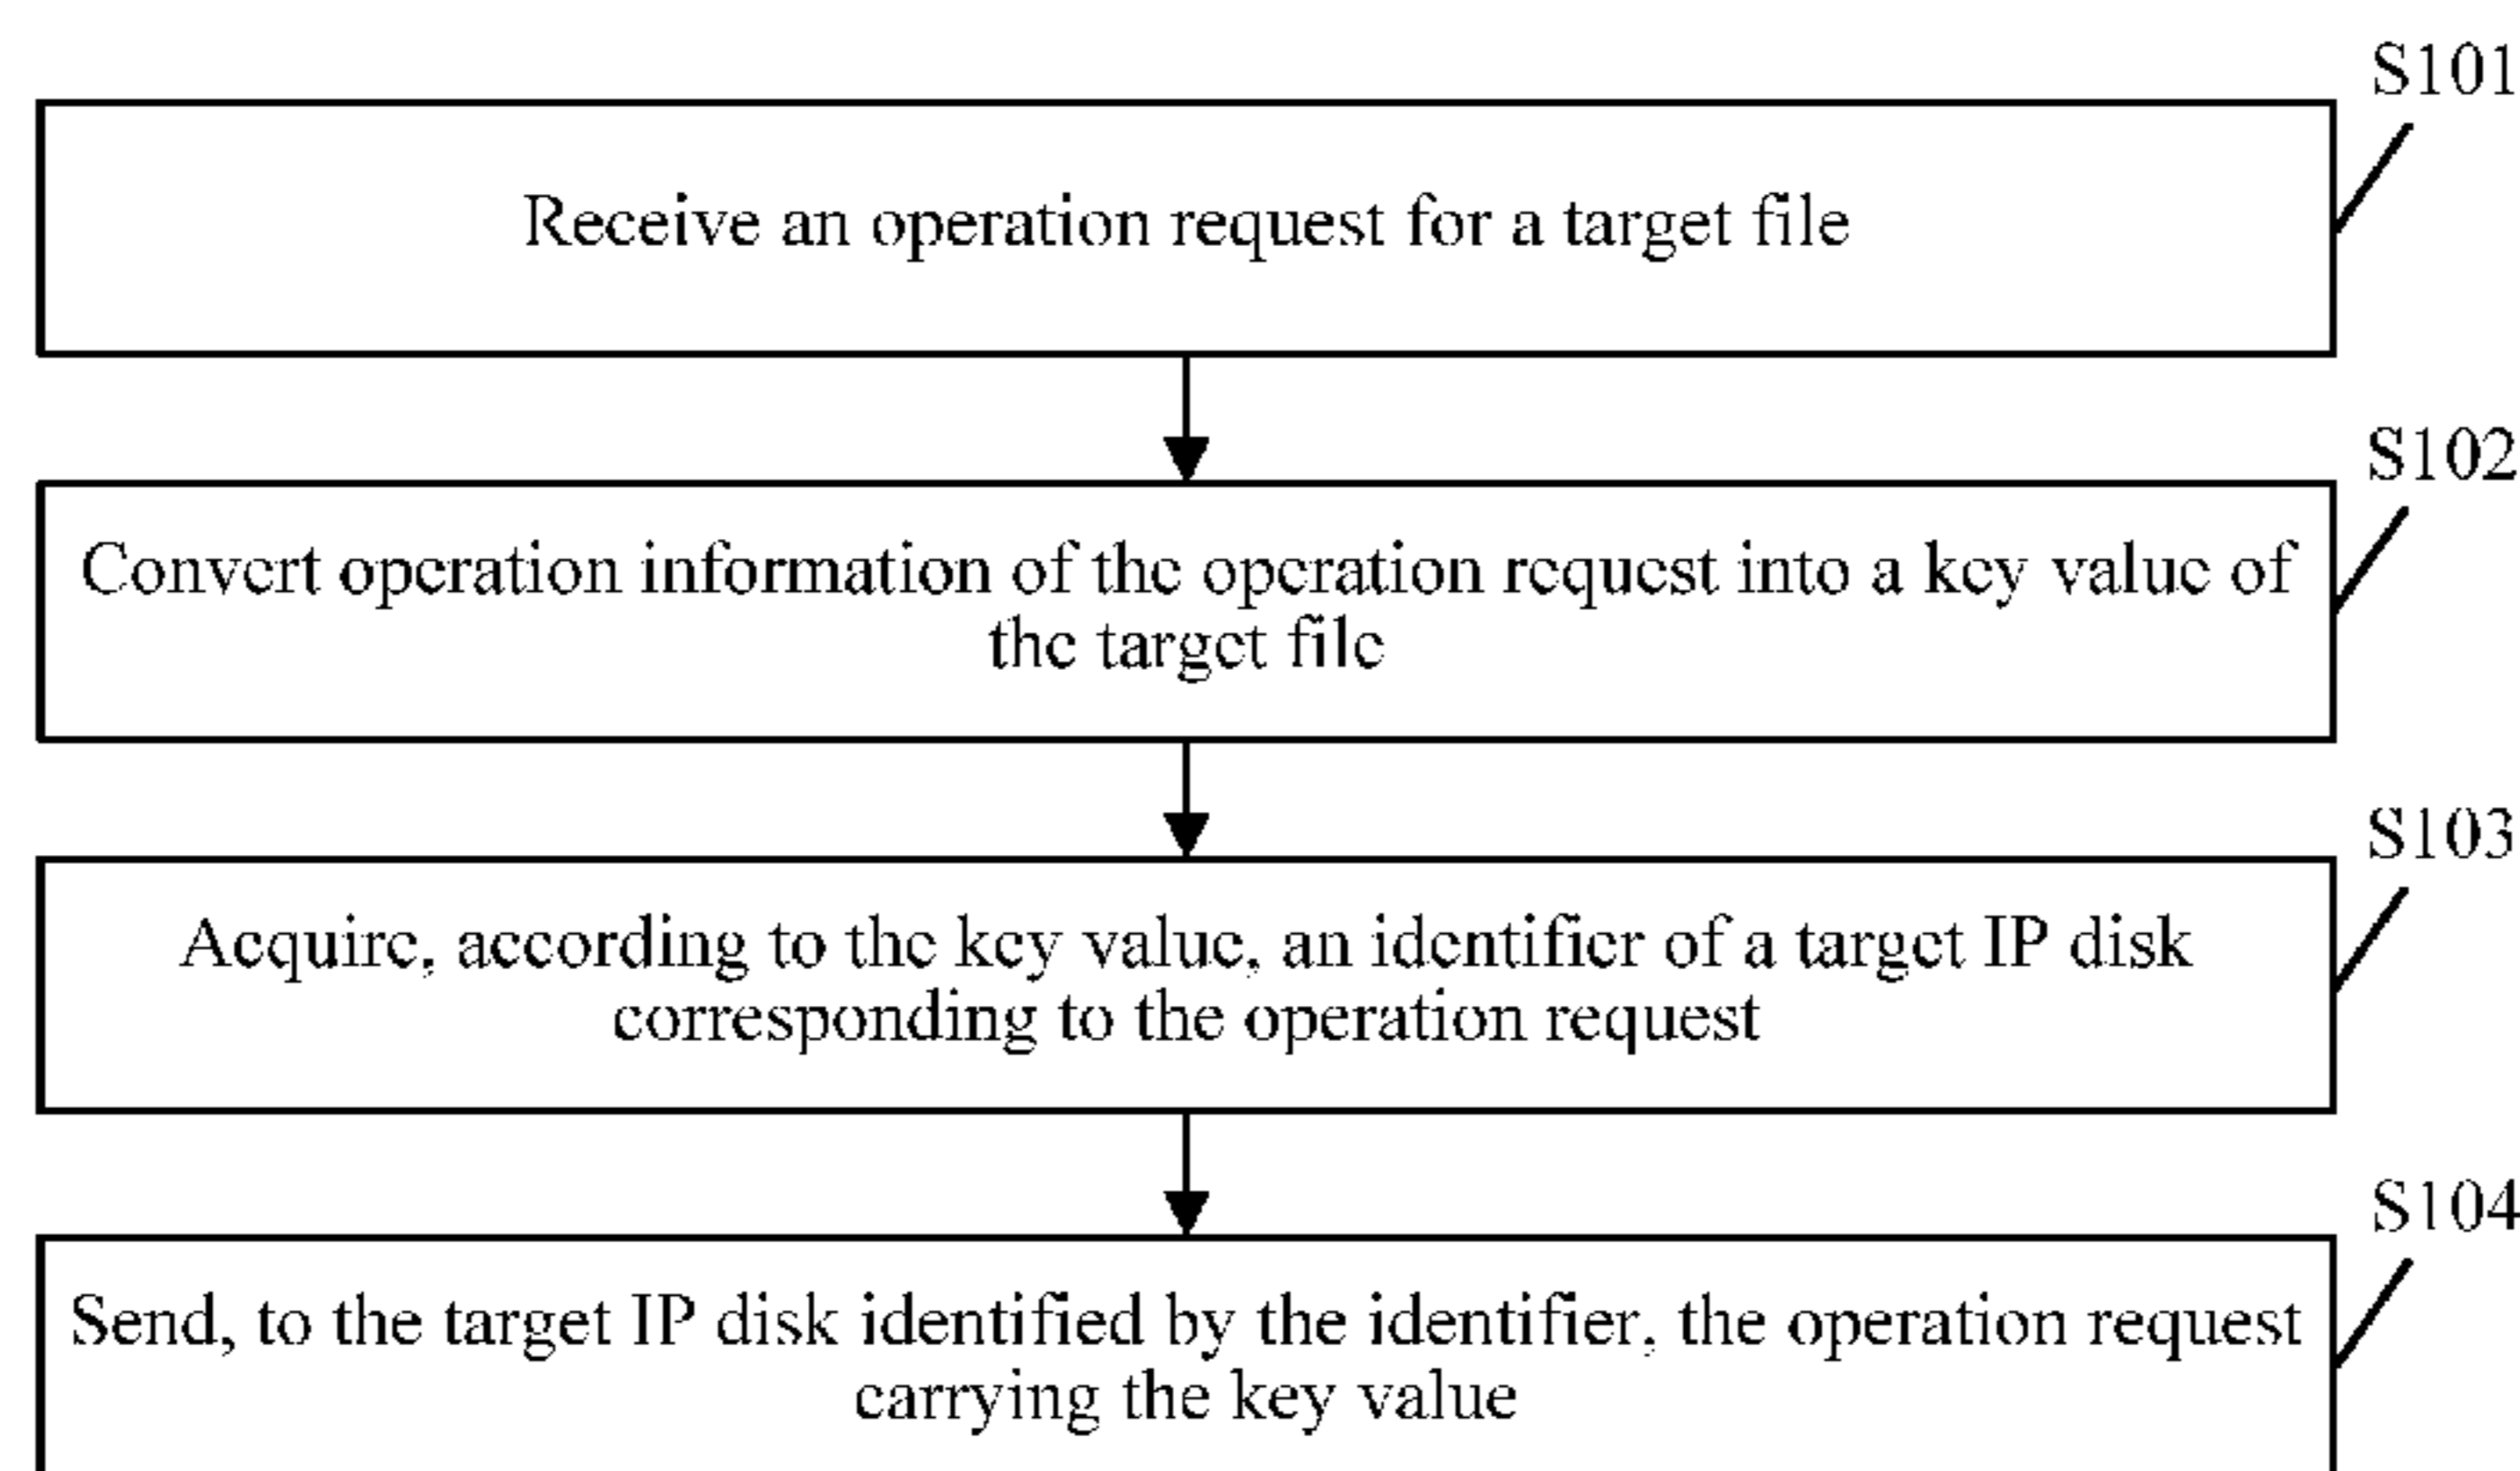 S101
Receive an operation request for a target file
S102
Convert operation information of the operation request into a key value of
the target file
S103
Acquire, according to the key value, an identifier of a target IP disk
corresponding to the operation request
S104
Send, to the target IP disk identified by the identifier, the operation request
carrying the key value